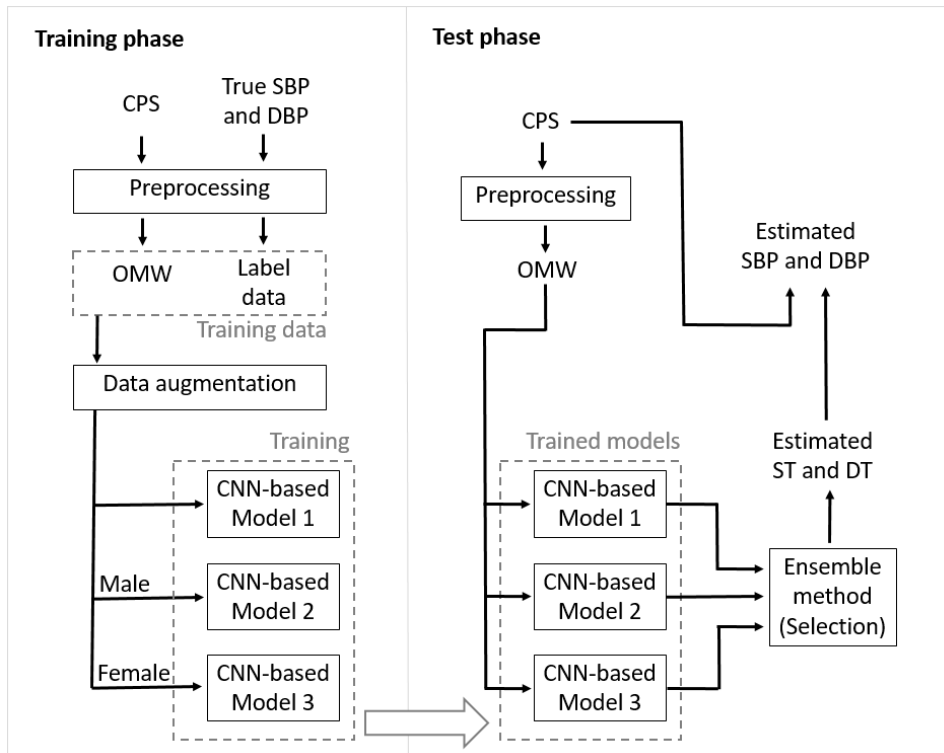 Training phase
CPS
True SBP
and DBP
Preprocessing
OMW
Label
data
Training data
Data augmentation
Training
CNN-based
Model 1
Male
CNN-based
Model 2
Female
CNN-based
Model 3
Test phase
CPS
Preprocessing
OMW
Estimated
SBP and DBP
Trained models
Estimated
ST and DT
CNN-based
Model 1
CNN-based
Model 2
CNN-based
Model 3
Ensemble
method
(Selection)